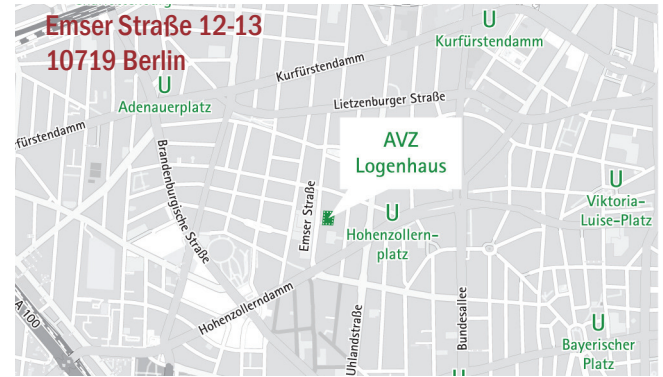 Emser Straße 12-13
10719 Berlin
U
Kurfürstendamm
Kurfürstendamm
U
Adenauerplatz
Lietzenburger Straße
fürstendamm
AVZ
Logenhaus
Brandenburgische Straße
Emser Straße
U
Hohenzollern-
platz
U
Viktoria-
Luise-Platz
Hohenzollerndamm
A 100
Uhlandstraße
Bundesallee
U
Bayerischer
Platz
U